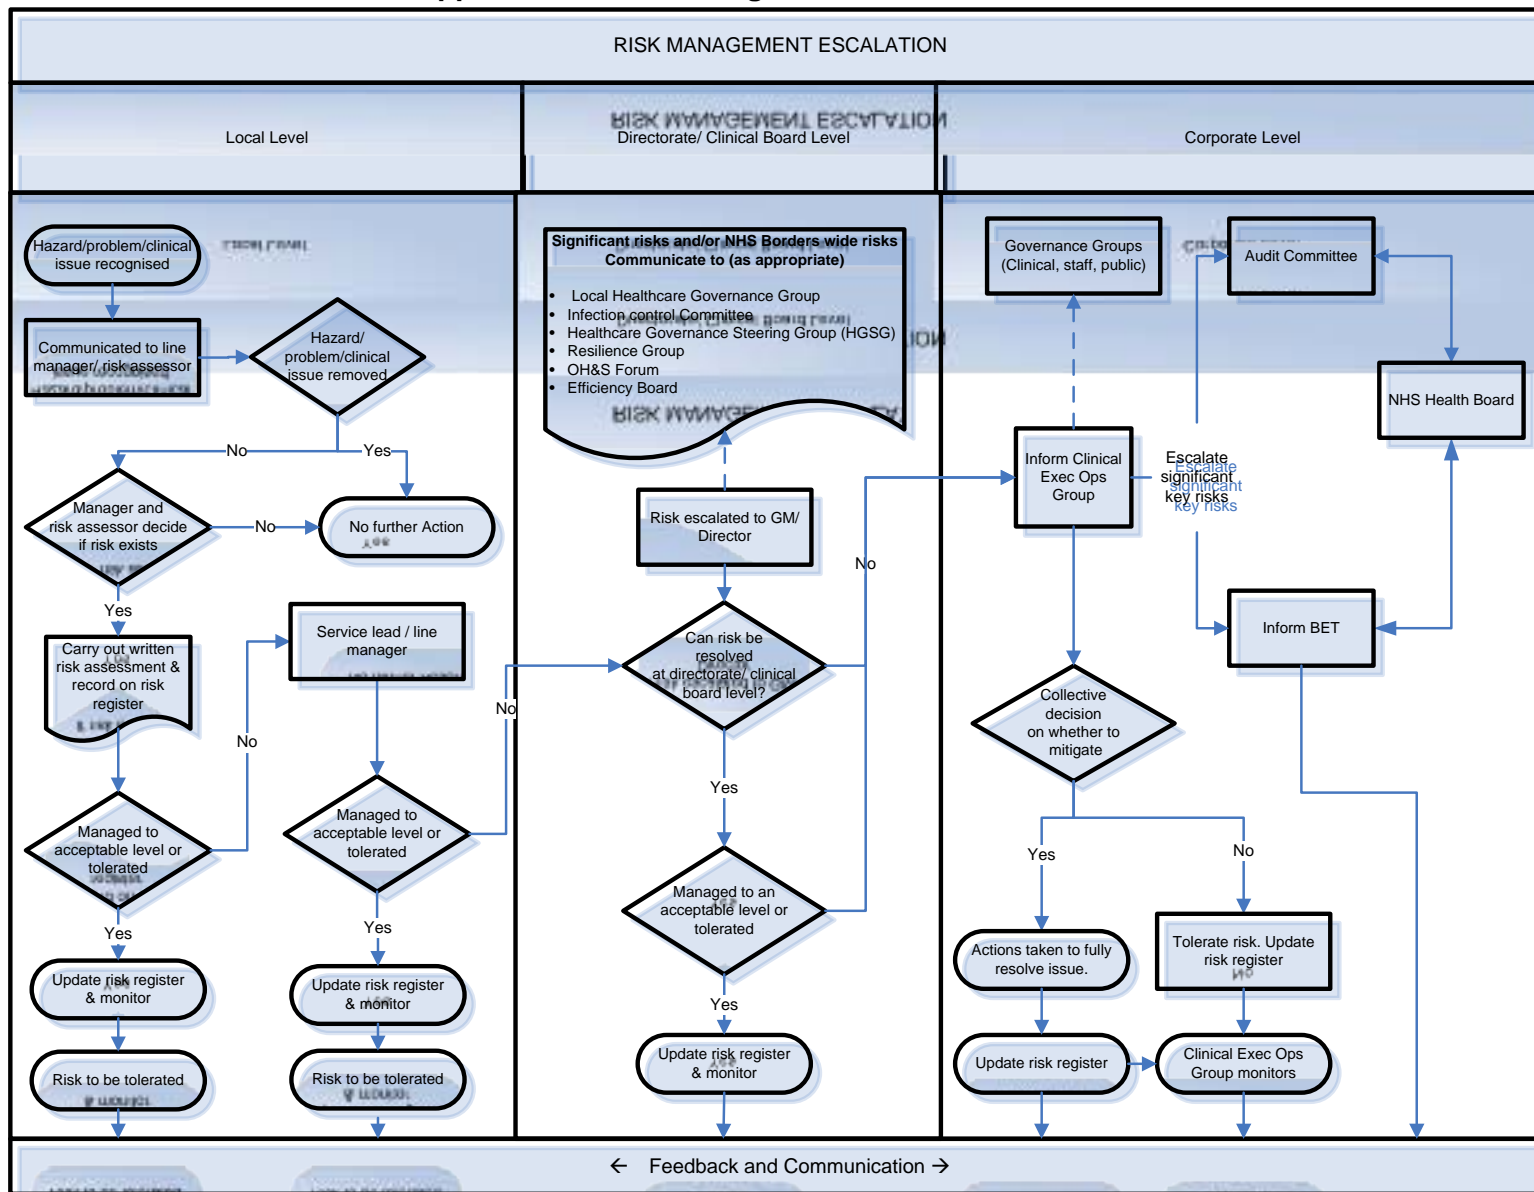 RISK MANAGEMENT ESCALATION
Local Level
Directorate/ Clinical Board Level
Corporate Level
Hazard/problem/clinical
issue recognised
Communicated to line
manager/ risk assessor
Hazard/
problem/clinical
issue removed
No
Yes
Manager and
risk assessor decide
if risk exists
No
No further Action
Yes
Carry out written
risk assessment &
record on risk
register
Service lead / line
manager
No
Managed to
acceptable level or
tolerated
Managed to
acceptable level or
tolerated
No
Yes
Yes
Update risk register
& monitor
Update risk register
& monitor
Risk to be tolerated
Risk to be tolerated
Significant risks and/or NHS Borders wide risks
Communicate to (as appropriate)
• Local Healthcare Governance Group
• Infection control Committee
• Healthcare Governance Steering Group (HGSG)
• Resilience Group
• OH&S Forum
• Efficiency Board
Risk escalated to GM/
Director
No
Can risk be
resolved
at directorate/ clinical
board level?
Yes
Managed to an
acceptable level or
tolerated
Yes
Update risk register
& monitor
Governance Groups
(Clinical, staff, public)
Audit Committee
NHS Health Board
Inform Clinical
Exec Ops
Group
Escalate
significant
key risks
Inform BET
Collective
decision
on whether to
mitigate
Yes
No
Actions taken to fully
resolve issue.
Tolerate risk. Update
risk register
Update risk register
Clinical Exec Ops
Group monitors
← Feedback and Communication →